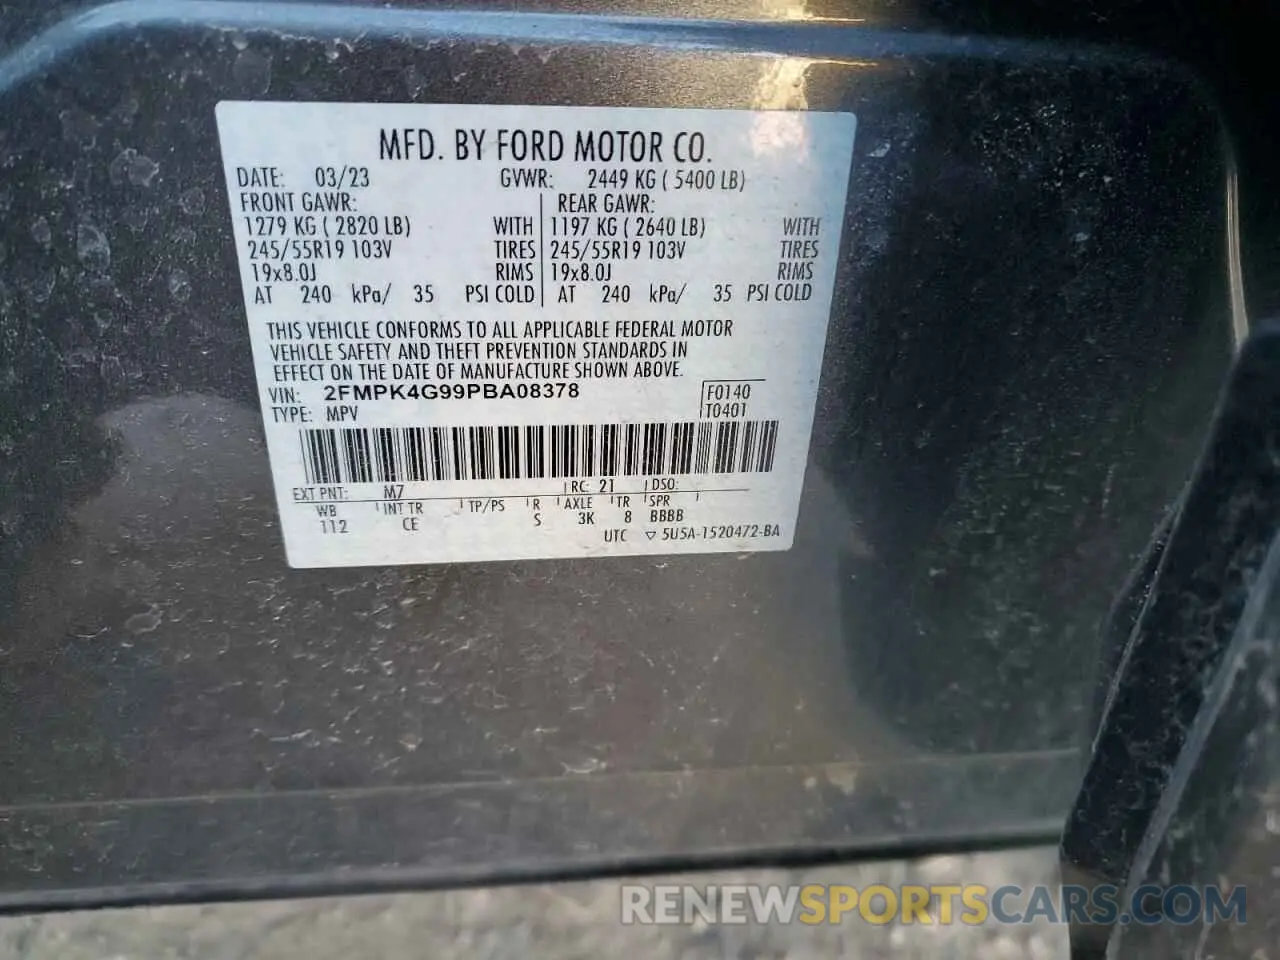 MFD. BY FORD MOTOR CO.
DATE: 03/23 GVWR: 2449 KG ( 5400 LB)
FRONT GAWR: REAR GAWR:
1279 KG ( 2820 LB) WITH 1197 KG ( 2640 LB) WITH
245/55R19 103V TIRES 245/55R19 103V TIRES
19x8.0J RIMS 19x8.0J RIMS
AT 240 kPa/ 35 PSI COLD AT 240 kPa/ 35 PSI COLD
THIS VEHICLE CONFORMS TO ALL APPLICABLE FEDERAL MOTOR
VEHICLE SAFETY AND THEFT PREVENTION STANDARDS IN
EFFECT ON THE DATE OF MANUFACTURE SHOWN ABOVE.
VIN: 2FMPK4G99PBA08378 F0140
TYPE: MPV T0401
EXT PNT: M7 RC: 21 DSO:
WB INT TR TP/PS R AXLE TR SPR
112 CE S 3K 8 BBBB
UTC ▽ 5U5A-1520472-BA
RENEWSPORTSCARS.COM